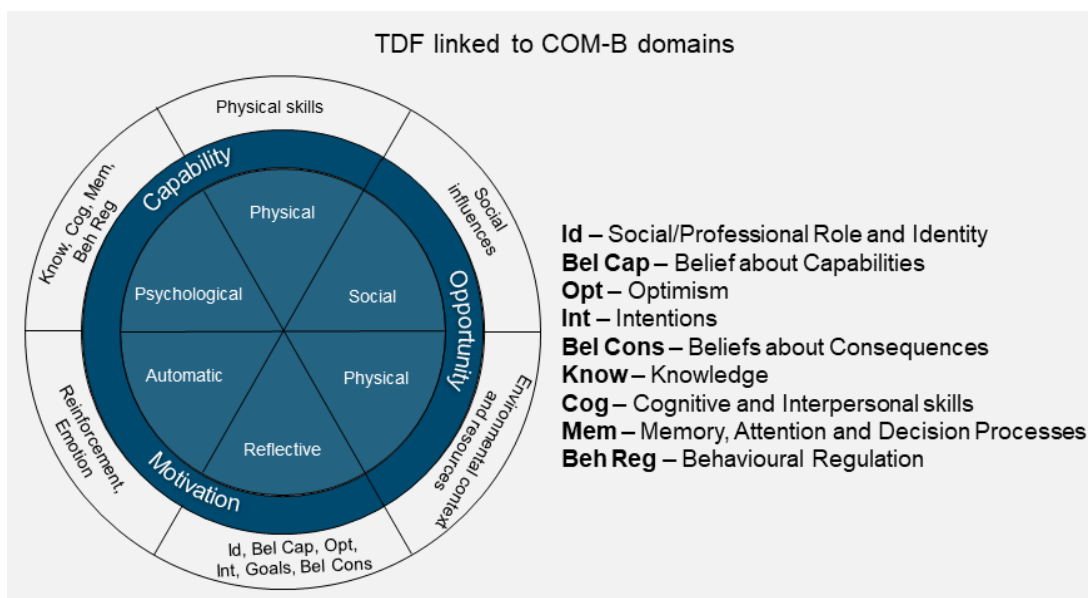 TDF linked to COM-B domains
Physical skills
Know, Cog, Mem,
Beh Reg
Capability
Social
influences
Physical
Psychological
Social
Opportunity
Automatic
Physical
Reflective
Motivation
Reinforcement,
Emotion
Environmental context
and resources
Id, Bel Cap, Opt,
Int, Goals, Bel Cons
Id – Social/Professional Role and Identity
Bel Cap – Belief about Capabilities
Opt – Optimism
Int – Intentions
Bel Cons – Beliefs about Consequences
Know – Knowledge
Cog – Cognitive and Interpersonal skills
Mem – Memory, Attention and Decision Processes
Beh Reg – Behavioural Regulation